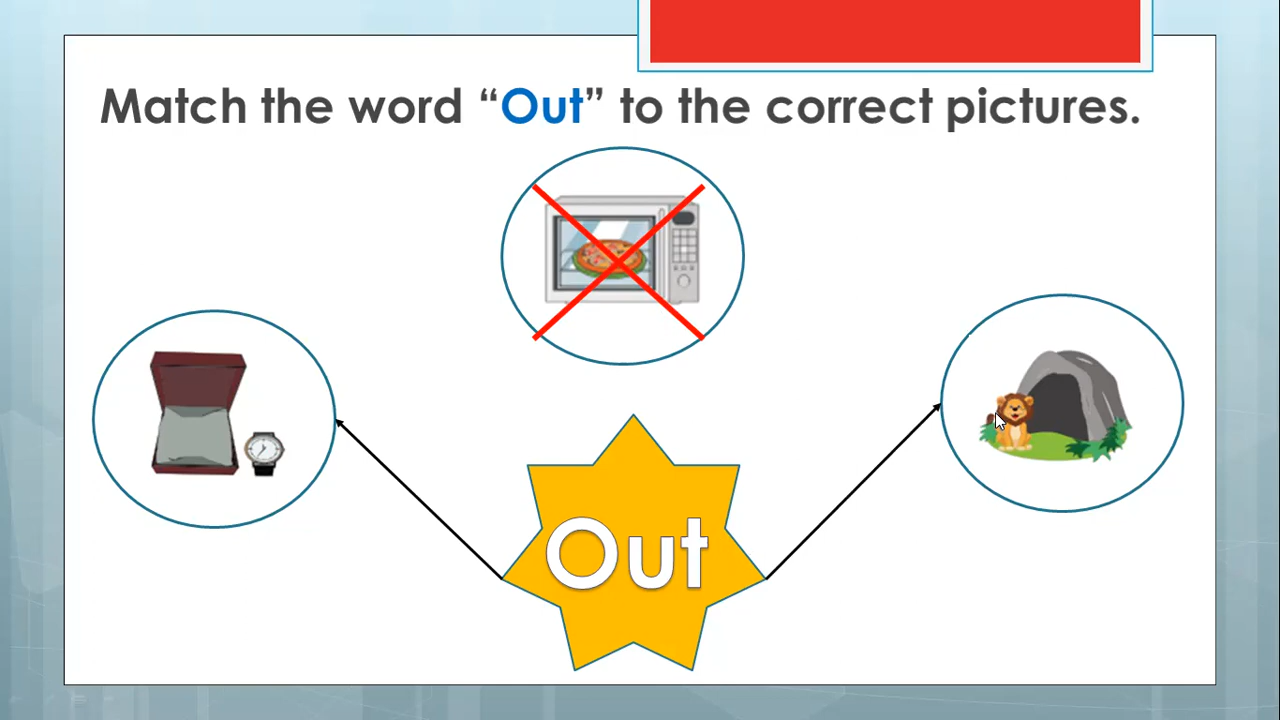 Match the word “Out” to the correct pictures.
Out